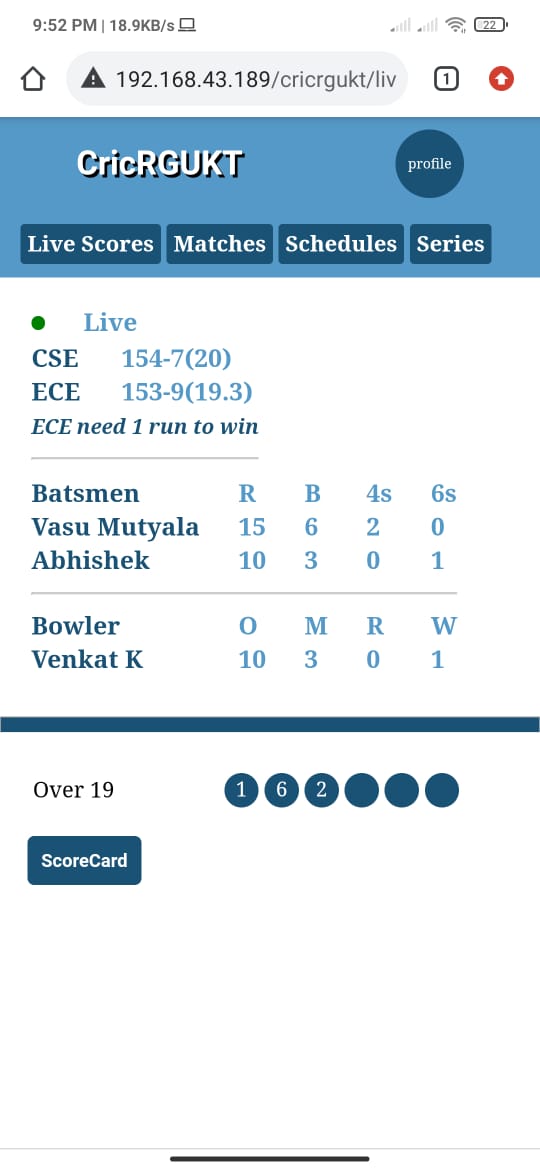 9:52 PM | 18.9KB/s 22
192.168.43.189/cricrgukt/liv 1
CricRGUKT profile
Live Scores Matches Schedules Series
Live
CSE 154-7(20)
ECE 153-9(19.3)
ECE need 1 run to win
Batsmen R B 4s 6s
Vasu Mutyala 15 6 2 0
Abhishek 10 3 0 1
Bowler O M R W
Venkat K 10 3 0 1
Over 19 1 6 2
ScoreCard